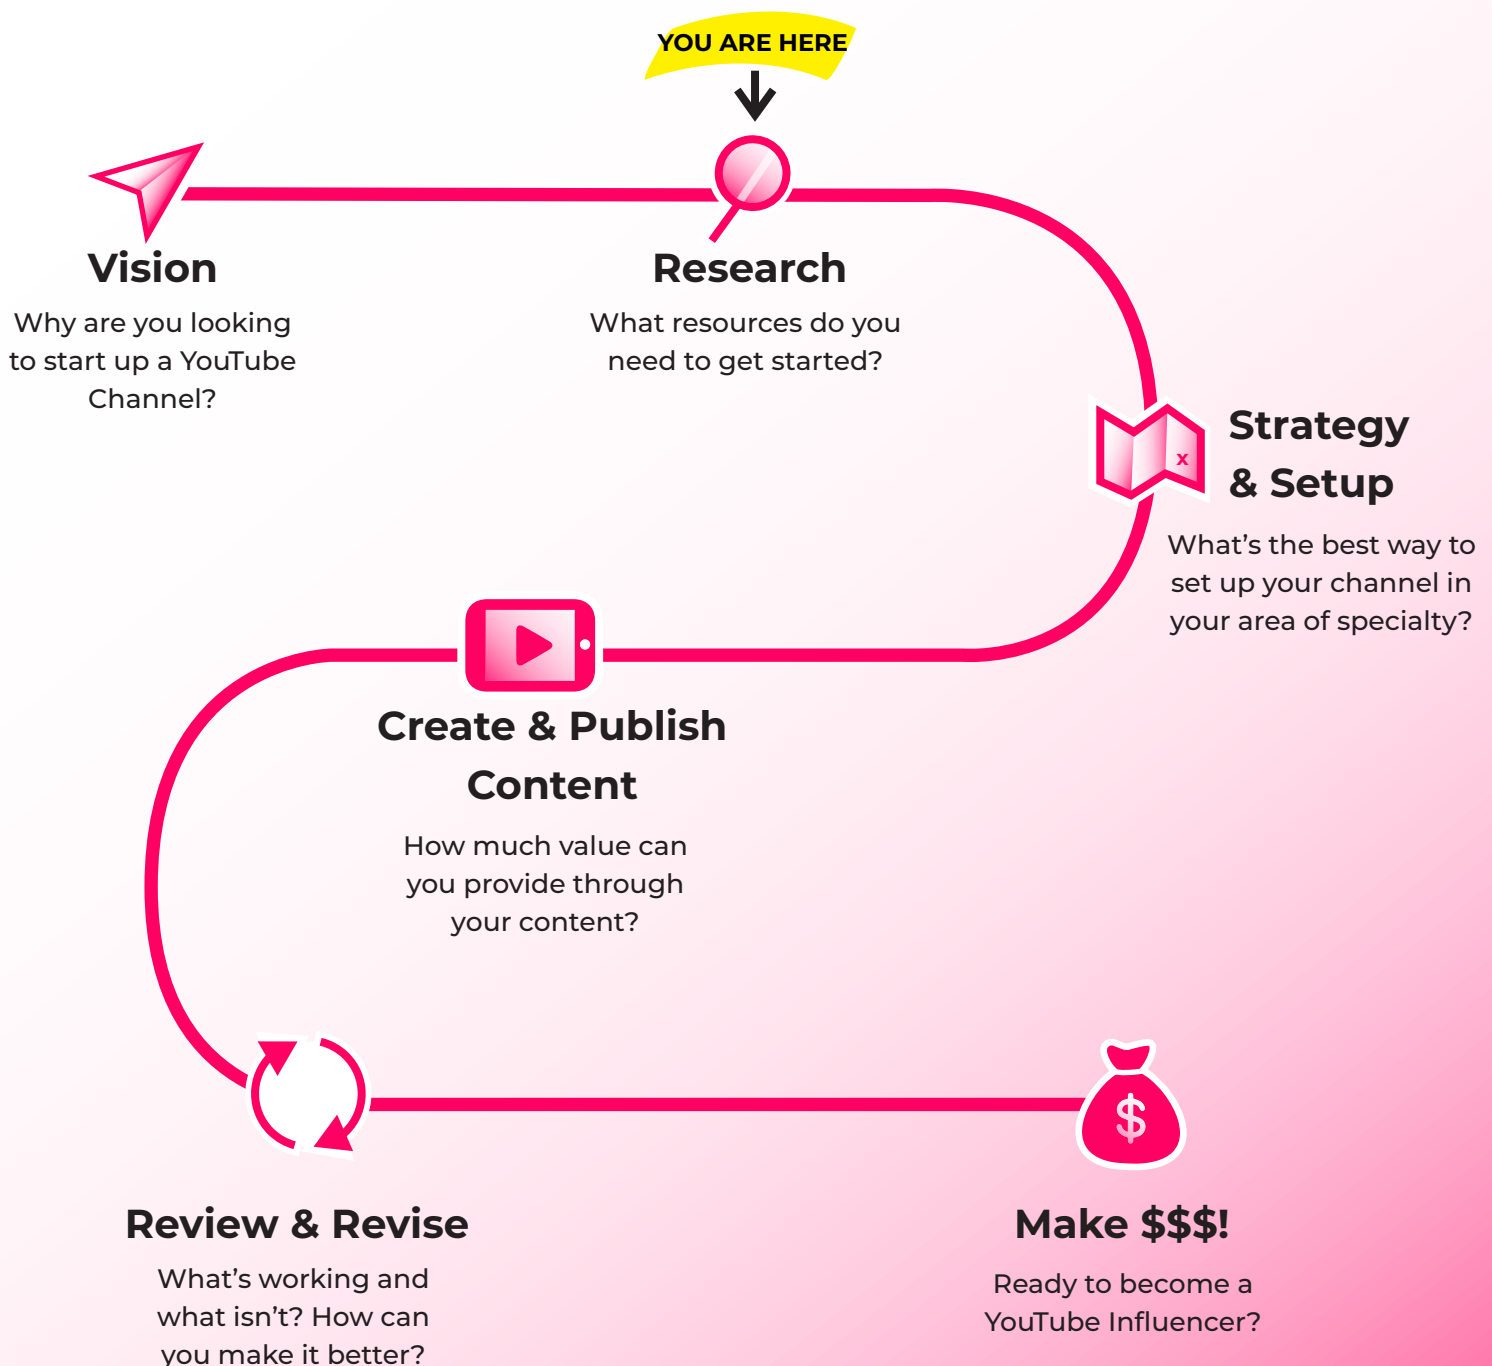 YOU ARE HERE
Vision
Why are you looking
to start up a YouTube
Channel?
Research
What resources do you
need to get started?
x
Strategy
& Setup
What's the best way to
set up your channel in
your area of specialty?
Create & Publish
Content
How much value can
you provide through
your content?
Review & Revise
What's working and
what isn't? How can
you make it better?
$
Make $$$!
Ready to become a
YouTube Influencer?